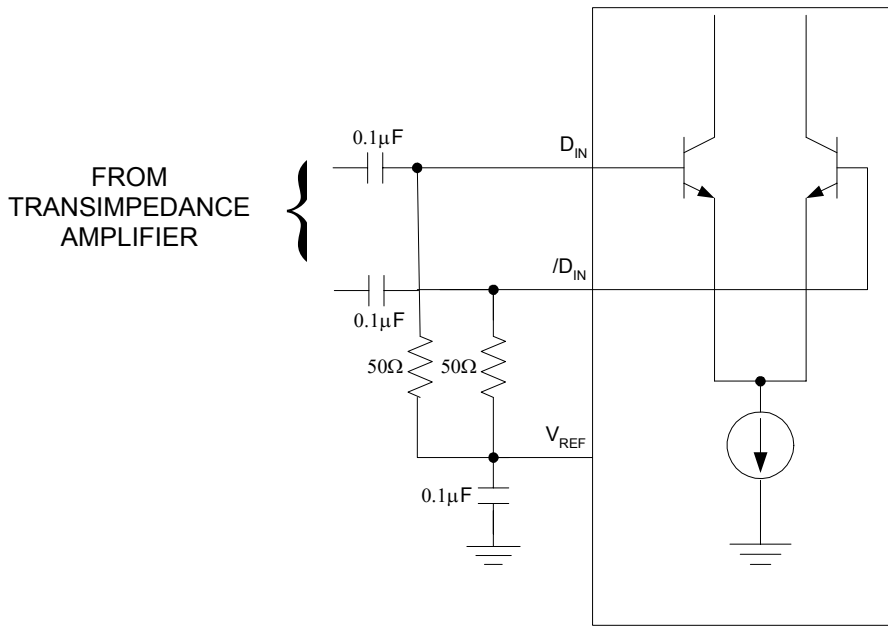 0.1μF
D_IN
FROM
TRANSIMPEDANCE
AMPLIFIER
/D_IN
0.1μF
50Ω
50Ω
V_REF
0.1μF